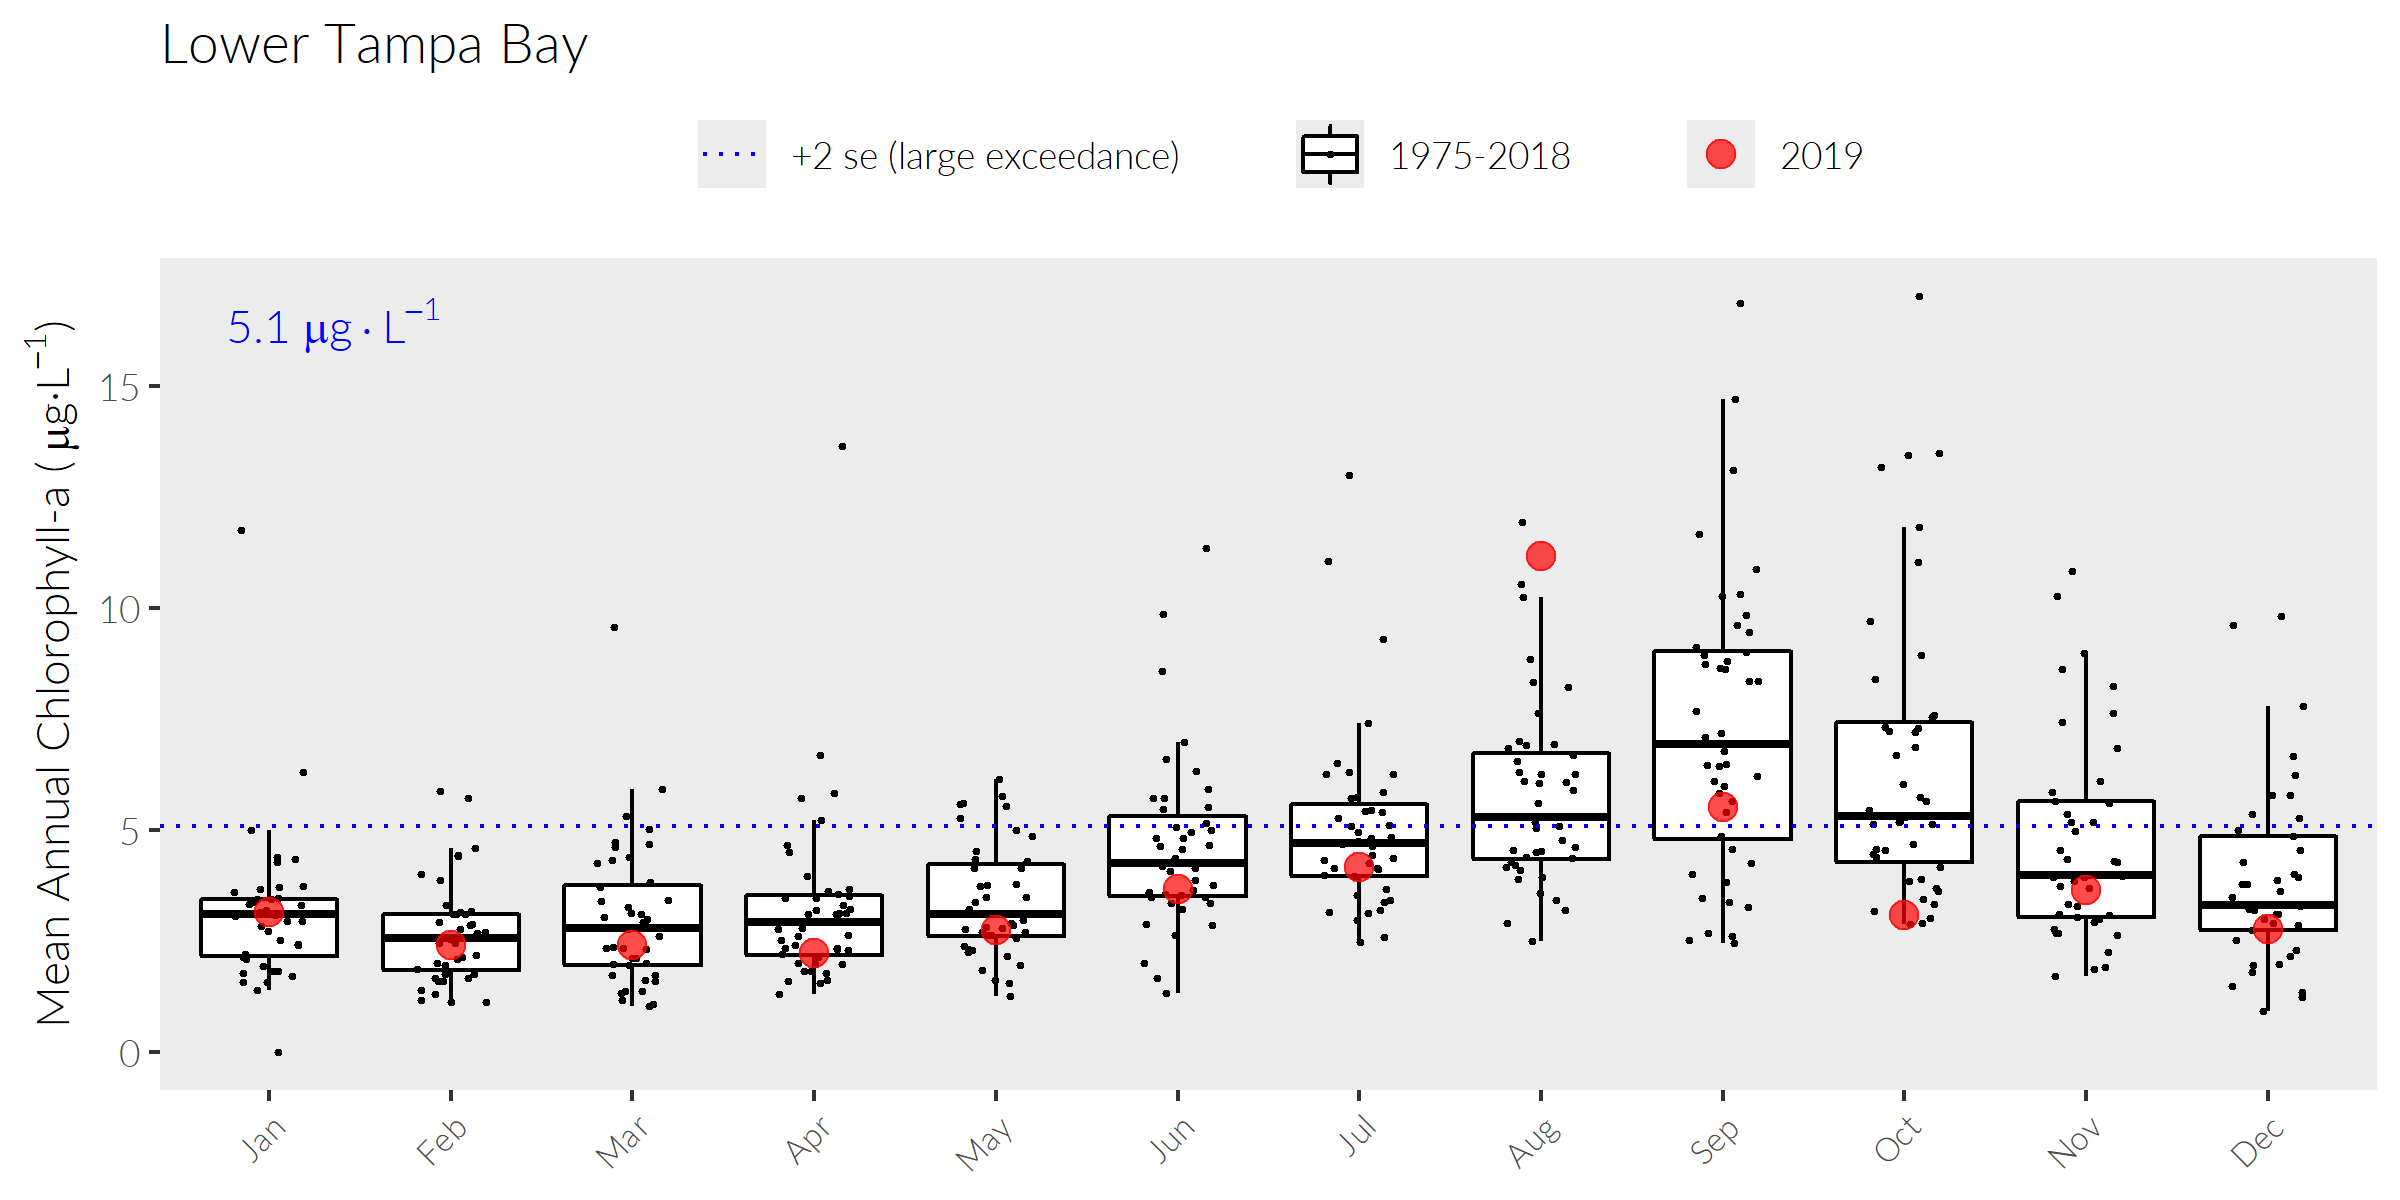 Lower Tampa Bay
+2 se (large exceedance)
1975-2018
2019
5.1 μg · L⁻¹
Mean Annual Chlorophyll-a (μg·L⁻¹)
15
10
5
0
Jan
Feb
Mar
Apr
May
Jun
Jul
Aug
Sep
Oct
Nov
Dec